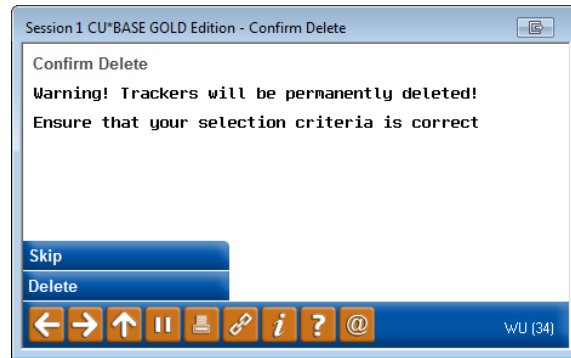 Session 1 CU*BASE GOLD Edition - Confirm Delete
Confirm Delete
Warning! Trackers will be permanently deleted!
Ensure that your selection criteria is correct
Skip
Delete
i ? @ WU (34)